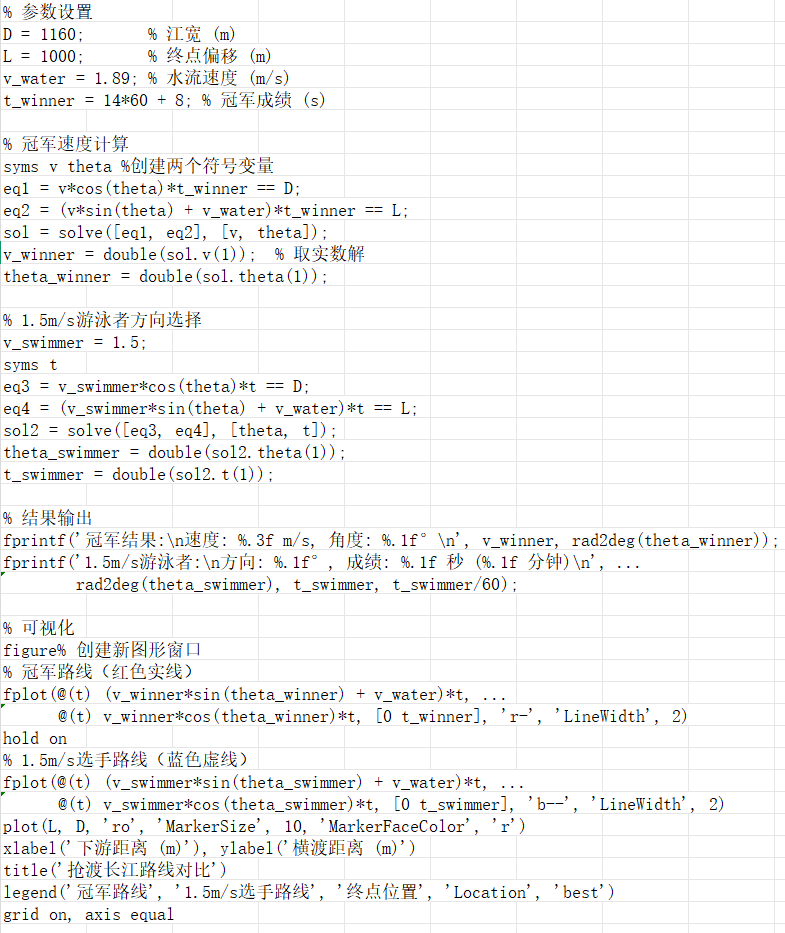 % 参数设置
D = 1160;       % 江宽 (m)
L = 1000;       % 终点偏移 (m)
v_water = 1.89; % 水流速度 (m/s)
t_winner = 14*60 + 8; % 冠军成绩 (s)
% 冠军速度计算
syms v theta %创建两个符号变量
eq1 = v*cos(theta)*t_winner == D;
eq2 = (v*sin(theta) + v_water)*t_winner == L;
sol = solve([eq1, eq2], [v, theta]);
v_winner = double(sol.v(1));  % 取实数解
theta_winner = double(sol.theta(1));
% 1.5m/s游泳者方向选择
v_swimmer = 1.5;
syms t
eq3 = v_swimmer*cos(theta)*t == D;
eq4 = (v_swimmer*sin(theta) + v_water)*t == L;
sol2 = solve([eq3, eq4], [theta, t]);
theta_swimmer = double(sol2.theta(1));
t_swimmer = double(sol2.t(1));
% 结果输出
fprintf('冠军结果:\n速度: %.3f m/s, 角度: %.1f°\n', v_winner, rad2deg(theta_winner));
fprintf('1.5m/s游泳者:\n方向: %.1f°, 成绩: %.1f 秒 (%.1f 分钟)\n', ...
        rad2deg(theta_swimmer), t_swimmer, t_swimmer/60);
% 可视化
figure% 创建新图形窗口
% 冠军路线（红色实线）
fplot(@(t) (v_winner*sin(theta_winner) + v_water)*t, ...
      @(t) v_winner*cos(theta_winner)*t, [0 t_winner], 'r-', 'LineWidth', 2)
hold on
% 1.5m/s选手路线（蓝色虚线）
fplot(@(t) (v_swimmer*sin(theta_swimmer) + v_water)*t, ...
      @(t) v_swimmer*cos(theta_swimmer)*t, [0 t_swimmer], 'b--', 'LineWidth', 2)
plot(L, D, 'ro', 'MarkerSize', 10, 'MarkerFaceColor', 'r')
xlabel('下游距离 (m)'), ylabel('横渡距离 (m)')
title('抢渡长江路线对比')
legend('冠军路线', '1.5m/s选手路线', '终点位置', 'Location', 'best')
grid on, axis equal